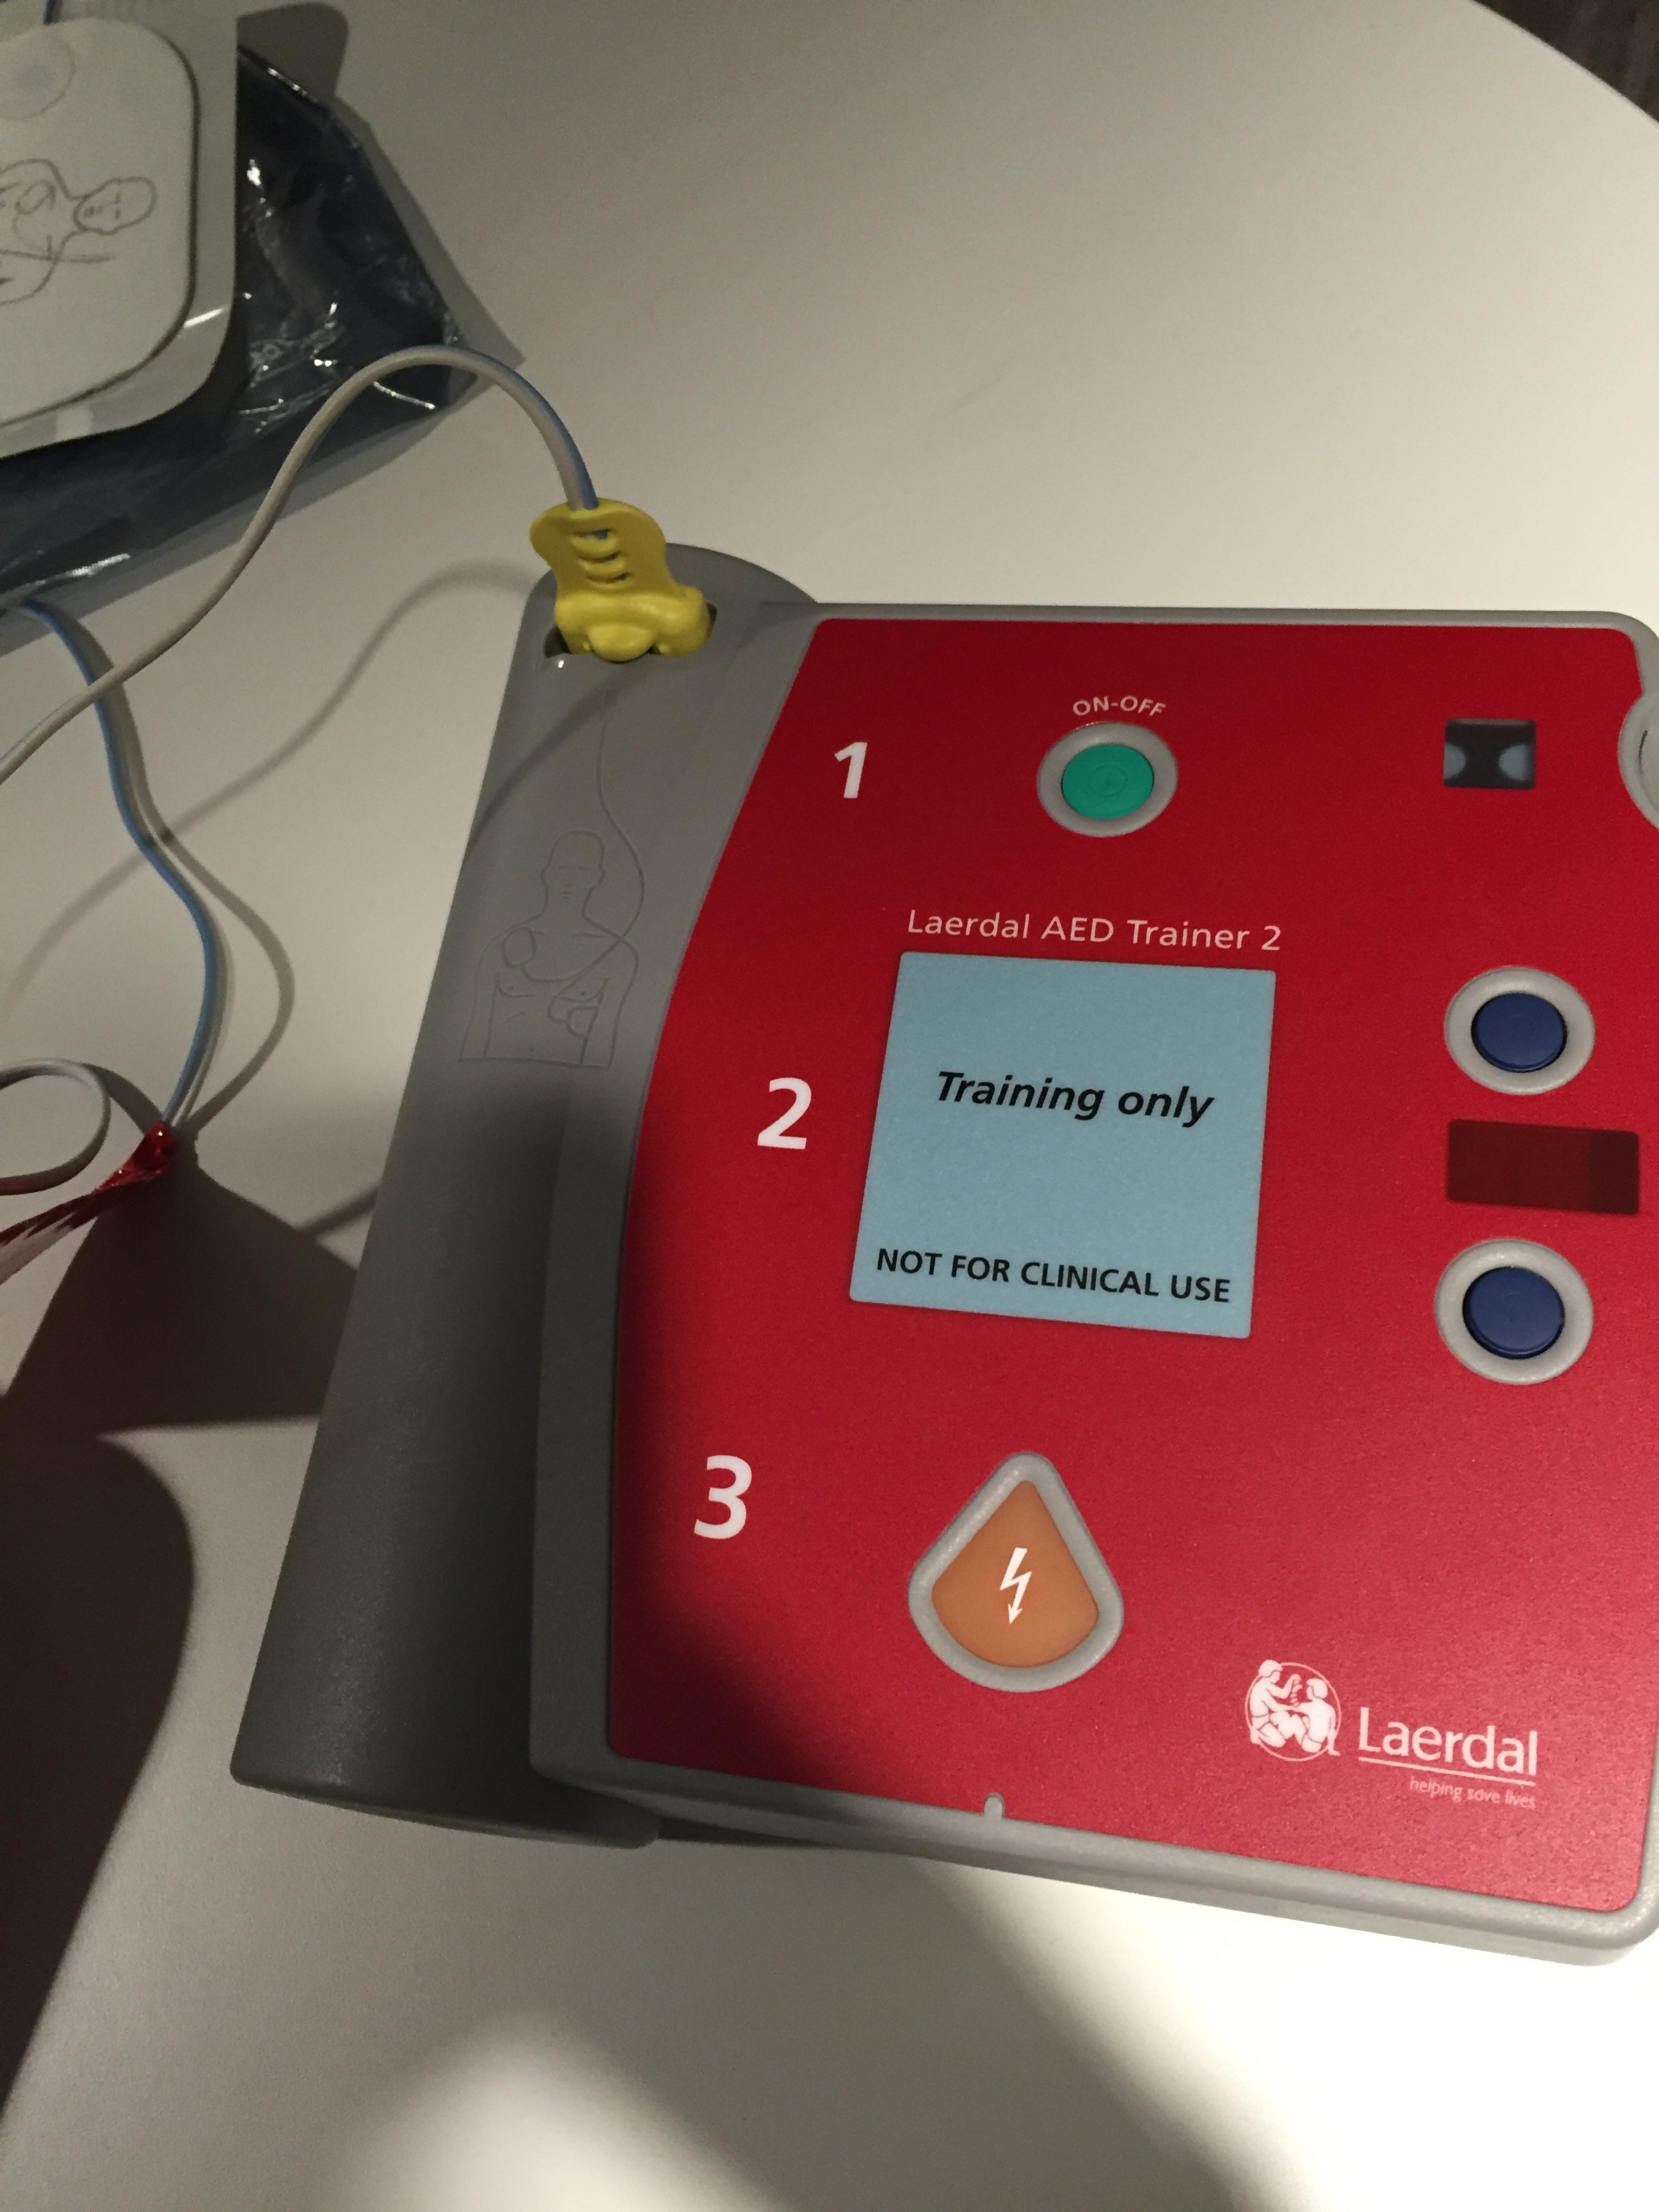 ON-OFF
1
Laerdal AED Trainer 2
Training only
2
NOT FOR CLINICAL USE
3
Laerdal
helping save lives